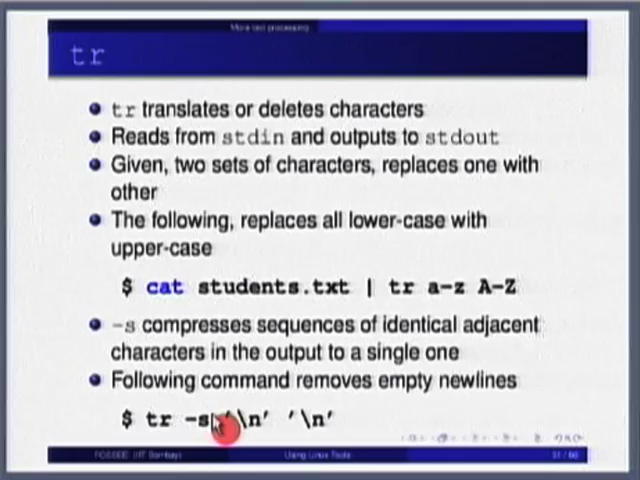 More text processing
tr
tr translates or deletes characters
Reads from stdin and outputs to stdout
Given, two sets of characters, replaces one with
other
The following, replaces all lower-case with
upper-case
$ cat students.txt | tr a-z A-Z
-s compresses sequences of identical adjacent
characters in the output to a single one
Following command removes empty newlines
$ tr -s '\n' '\n'
FOSSEE (IIT Bombay) Using Linux Tools